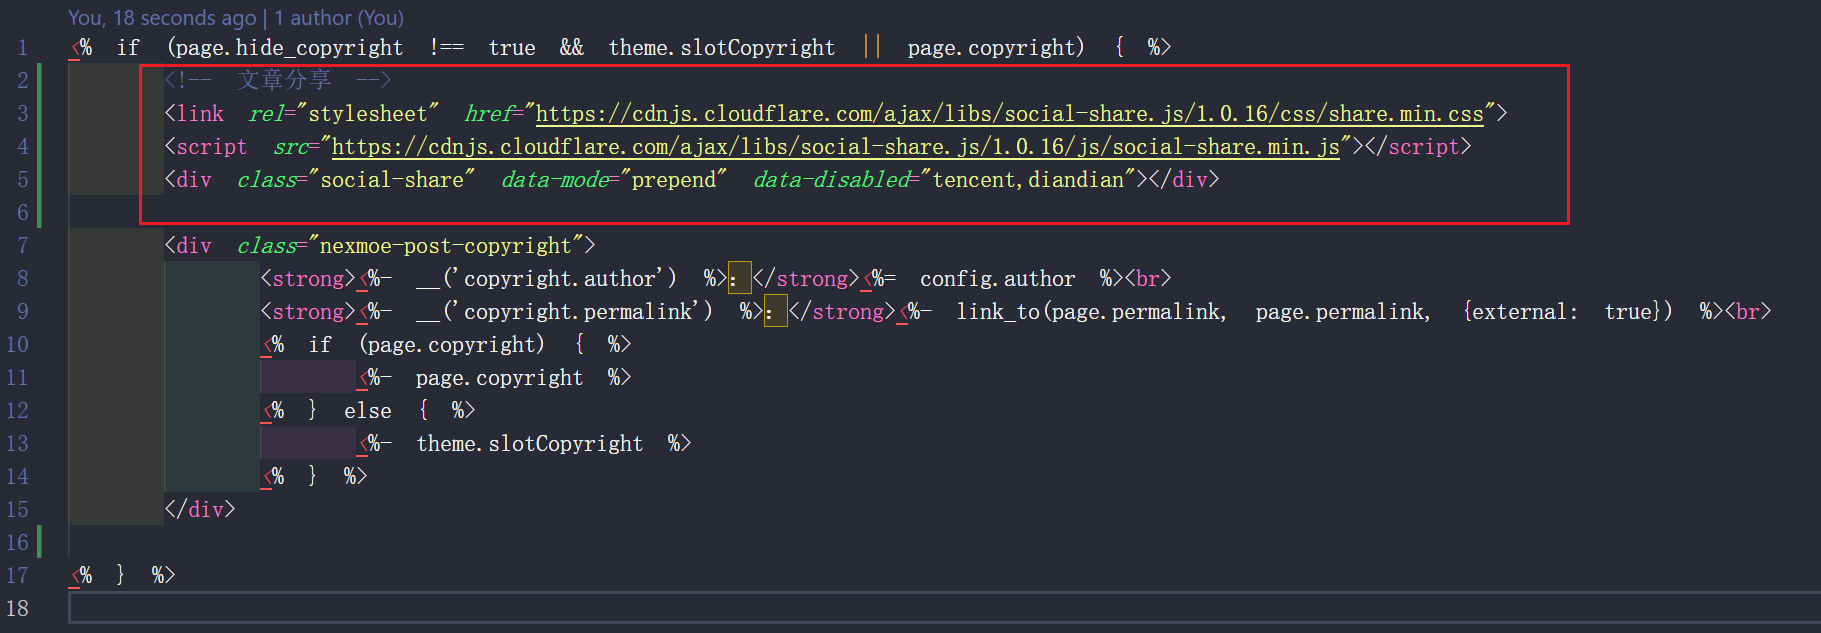 You, 18 seconds ago | 1 author (You)
1 <% if (page.hide_copyright !== true && theme.slotCopyright || page.copyright) { %>
2 <!-- 文章分享 -->
3 <link rel="stylesheet" href="https://cdnjs.cloudflare.com/ajax/libs/social-share.js/1.0.16/css/share.min.css">
4 <script src="https://cdnjs.cloudflare.com/ajax/libs/social-share.js/1.0.16/js/social-share.min.js"></script>
5 <div class="social-share" data-mode="prepend" data-disabled="tencent,diandian"></div>
6
7 <div class="nexmoe-post-copyright">
8 <strong><%- __('copyright.author') %>：</strong><%= config.author %><br>
9 <strong><%- __('copyright.permalink') %>：</strong><%- link_to(page.permalink, page.permalink, {external: true}) %><br>
10 <% if (page.copyright) { %>
11 <%- page.copyright %>
12 <% } else { %>
13 <%- theme.slotCopyright %>
14 <% } %>
15 </div>
16
17 <% } %>
18